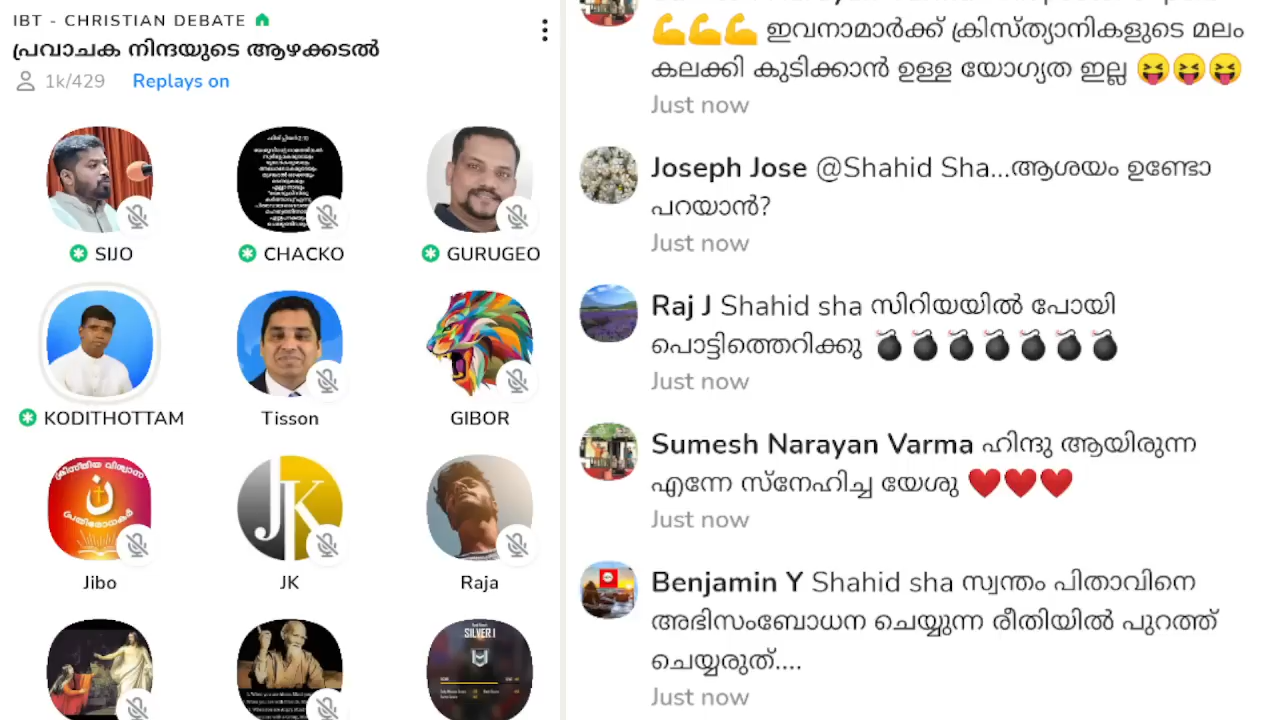 IBT - CHRISTIAN DEBATE
പ്രവാചക നിന്ദയുടെ ആഴക്കടൽ
1k/429 Replays on
SIJO
CHACKO
GURUGEO
KODITHOTTAM
Tisson
GIBOR
ക്രിസ്തീയ വിശ്വാസ
പ്രതിരോധകർ
JK
Jibo
JK
Raja
SILVER I
💪💪💪 ഇവനാമാർക്ക് ക്രിസ്ത്യാനികളുടെ മലം
കലക്കി കുടിക്കാൻ ഉള്ള യോഗ്യത ഇല്ല 😝😝😝
Just now
Joseph Jose @Shahid Sha...ആശയം ഉണ്ടോ
പറയാൻ?
Just now
Raj J Shahid sha സിറിയയിൽ പോയി
പൊട്ടിത്തെറിക്കു 💣💣💣💣💣💣💣
Just now
Sumesh Narayan Varma ഹിന്ദു ആയിരുന്ന
എന്നേ സ്നേഹിച്ച യേശു ❤️❤️❤️
Just now
Benjamin Y Shahid sha സ്വന്തം പിതാവിനെ
അഭിസംബോധന ചെയ്യുന്ന രീതിയിൽ പുറത്ത്
ചെയ്യരുത്....
Just now